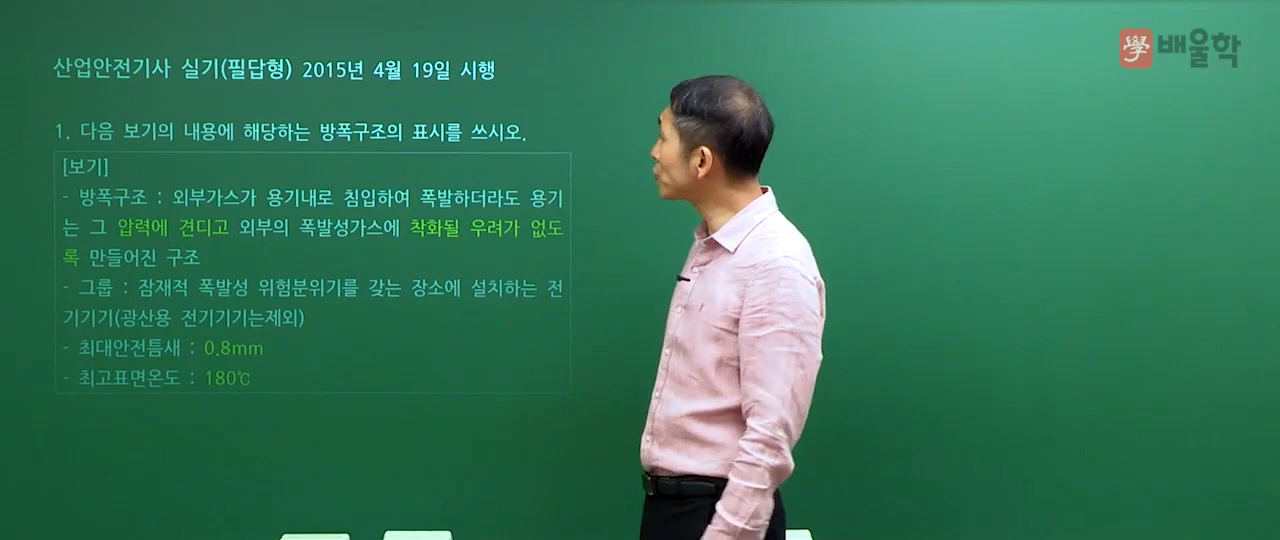 學 배울학
산업안전기사 실기(필답형) 2015년 4월 19일 시행
1. 다음 보기의 내용에 해당하는 방폭구조의 표시를 쓰시오.
[보기]
- 방폭구조 : 외부가스가 용기내로 침입하여 폭발하더라도 용기
는 그 압력에 견디고 외부의 폭발성가스에 착화될 우려가 없도
록 만들어진 구조
- 그룹 : 잠재적 폭발성 위험분위기를 갖는 장소에 설치하는 전
기기기(광산용 전기기기는제외)
- 최대안전틈새 : 0.8mm
- 최고표면온도 : 180℃